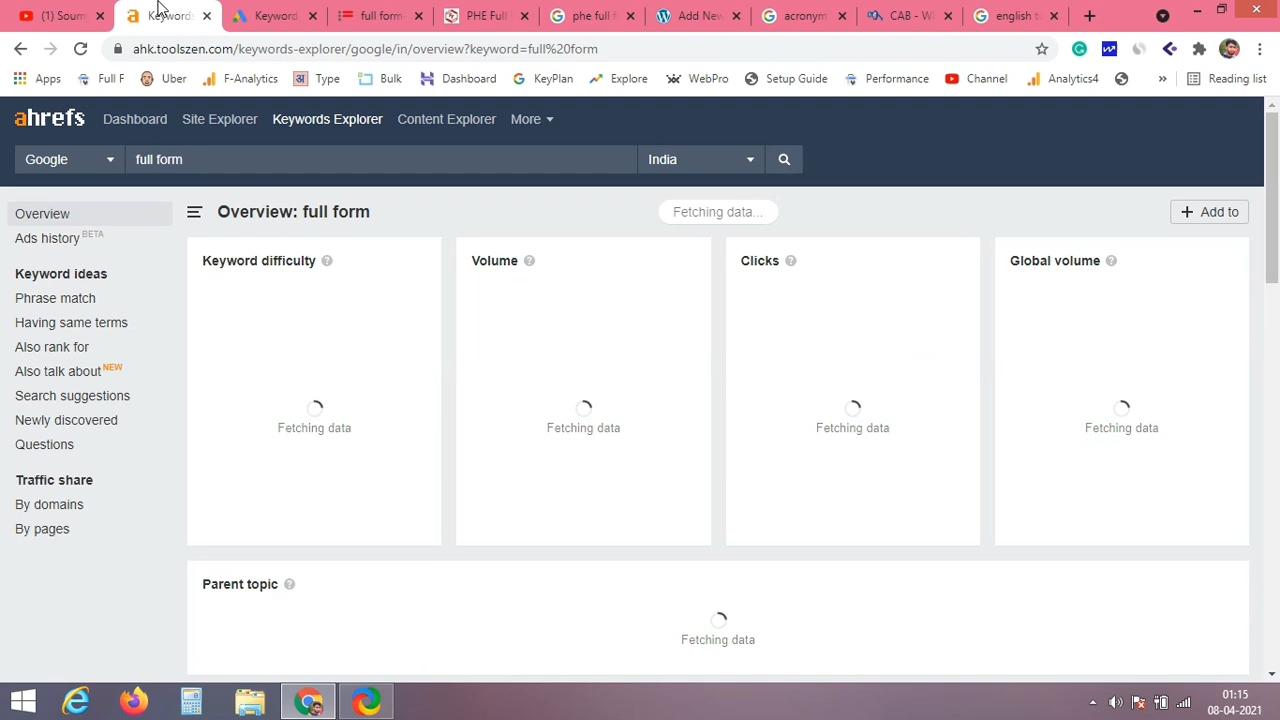 (1) Sourn
Keywords
Keyword
full form
PHE Full
phe full f
Add New
acronym
CAB - Wi
english to
ahk.toolszen.com/keywords-explorer/google/in/overview?keyword=full%20form
Apps
Full F
Uber
F-Analytics
Type
Bulk
Dashboard
KeyPlan
Explore
WebPro
Setup Guide
Performance
Channel
Analytics4
»
Reading list
ahrefs
Dashboard
Site Explorer
Keywords Explorer
Content Explorer
More
Google
full form
India
Overview
Ads history BETA
Keyword ideas
Phrase match
Having same terms
Also rank for
Also talk about NEW
Search suggestions
Newly discovered
Questions
Traffic share
By domains
By pages
Overview: full form
Fetching data...
+ Add to
Keyword difficulty ?
Fetching data
Volume ?
Fetching data
Clicks ?
Fetching data
Global volume ?
Fetching data
Parent topic ?
Fetching data
01:15
08-04-2021